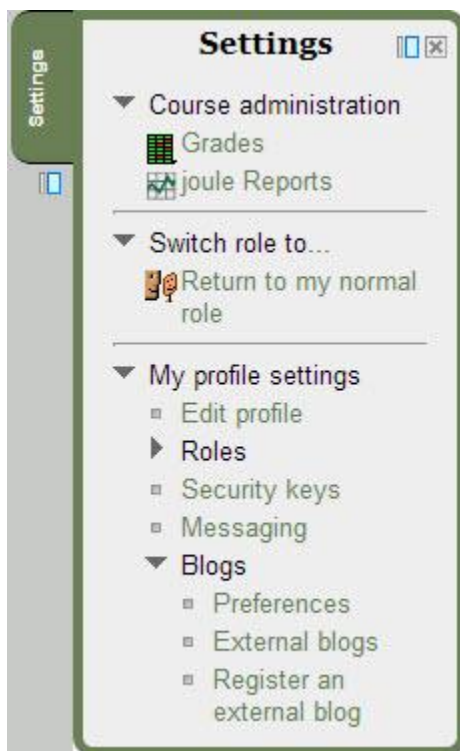 Settings
Settings
Course administration
Grades
joule Reports
Switch role to...
Return to my normal
role
My profile settings
Edit profile
Roles
Security keys
Messaging
Blogs
Preferences
External blogs
Register an
external blog